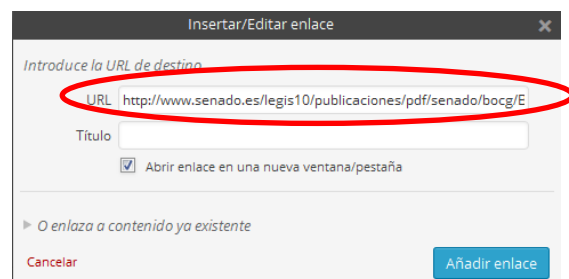 Insertar/Editar enlace
Introduce la URL de destino
URL http://www.senado.es/legis10/publicaciones/pdf/senado/bocg/E
Título
Abrir enlace en una nueva ventana/pestaña
O enlaza a contenido ya existente
Cancelar Añadir enlace